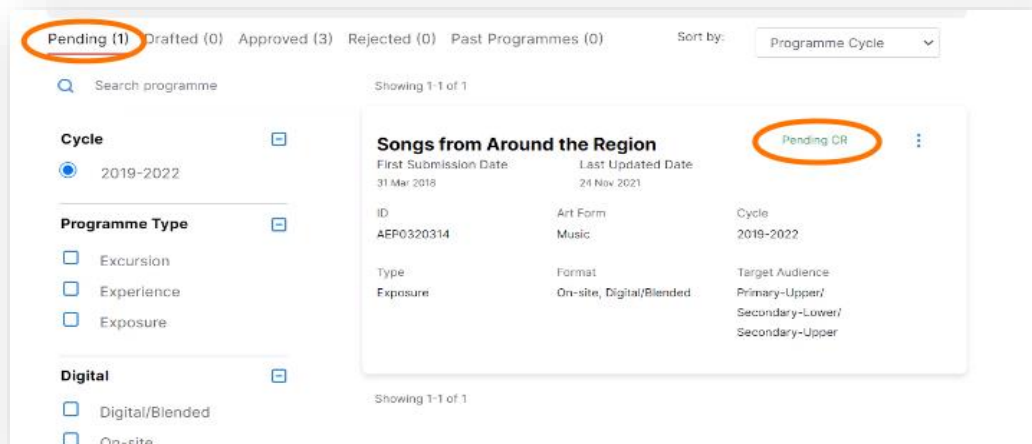 Pending (1) Drafted (0) Approved (3) Rejected (0) Past Programmes (0) Sort by: Programme Cycle
Search programme
Showing 1-1 of 1
Cycle
2019-2022
Programme Type
Excursion
Experience
Exposure
Digital
Digital/Blended
On-site
Songs from Around the Region Pending CR
First Submission Date Last Updated Date
31 Mar 2018 24 Nov 2021
ID Art Form Cycle
AEP0320314 Music 2019-2022
Type Format Target Audience
Exposure On-site, Digital/Blended Primary-Upper/
Secondary-Lower/
Secondary-Upper
Showing 1-1 of 1